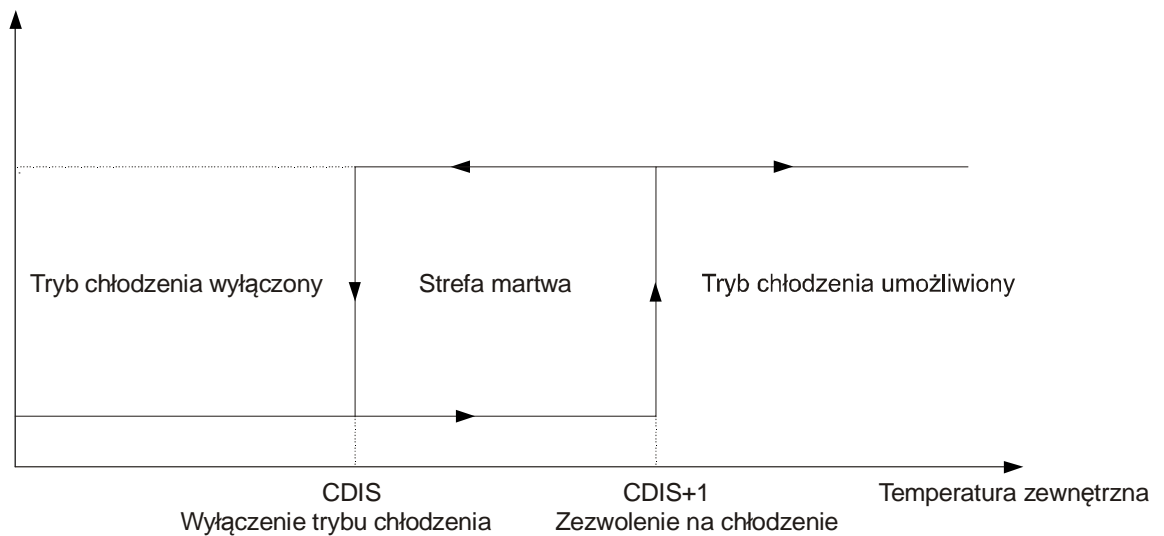 Tryb chłodzenia wyłączony
Strefa martwa
Tryb chłodzenia umożliwiony
CDIS
Wyłączenie trybu chłodzenia
CDIS+1
Zezwolenie na chłodzenie
Temperatura zewnętrzna